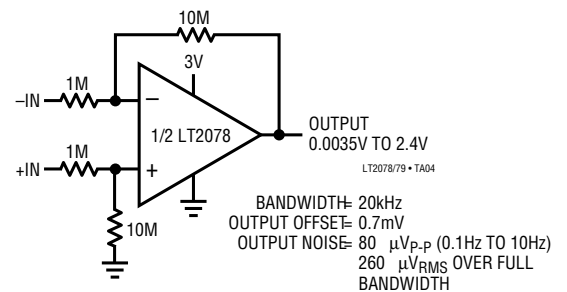 10M
3V
1M
–IN
1/2 LT2078
OUTPUT
0.0035V TO 2.4V
LT2078/79 • TA04
1M
+IN
10M
BANDWIDTH= 20kHz
OUTPUT OFFSET= 0.7mV
OUTPUT NOISE= 80 µVP-P (0.1Hz TO 10Hz)
260 µVRMS OVER FULL
BANDWIDTH